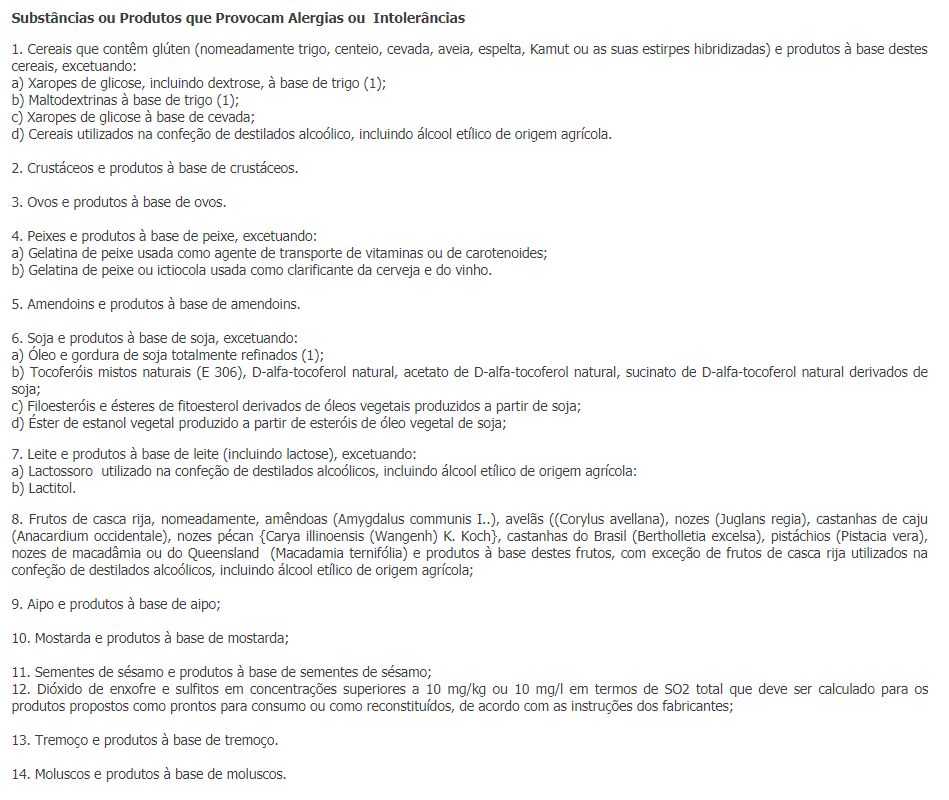 Substâncias ou Produtos que Provocam Alergias ou  Intolerâncias
1. Cereais que contêm glúten (nomeadamente trigo, centeio, cevada, aveia, espelta, Kamut ou as suas estirpes hibridizadas) e produtos à base destes
cereais, excetuando:
a) Xaropes de glicose, incluindo dextrose, à base de trigo (1);
b) Maltodextrinas à base de trigo (1);
c) Xaropes de glicose à base de cevada;
d) Cereais utilizados na confeção de destilados alcoólico, incluindo álcool etílico de origem agrícola.
2. Crustáceos e produtos à base de crustáceos.
3. Ovos e produtos à base de ovos.
4. Peixes e produtos à base de peixe, excetuando:
a) Gelatina de peixe usada como agente de transporte de vitaminas ou de carotenoides;
b) Gelatina de peixe ou ictiocola usada como clarificante da cerveja e do vinho.
5. Amendoins e produtos à base de amendoins.
6. Soja e produtos à base de soja, excetuando:
a) Óleo e gordura de soja totalmente refinados (1);
b) Tocoferóis mistos naturais (E 306), D-alfa-tocoferol natural, acetato de D-alfa-tocoferol natural, sucinato de D-alfa-tocoferol natural derivados de
soja;
c) Filoesteróis e ésteres de fitoesterol derivados de óleos vegetais produzidos a partir de soja;
d) Éster de estanol vegetal produzido a partir de esteróis de óleo vegetal de soja;
7. Leite e produtos à base de leite (incluindo lactose), excetuando:
a) Lactossoro  utilizado na confeção de destilados alcoólicos, incluindo álcool etílico de origem agrícola:
b) Lactitol.
8. Frutos de casca rija, nomeadamente, amêndoas (Amygdalus communis I..), avelãs ((Corylus avellana), nozes (Juglans regia), castanhas de caju
(Anacardium occidentale), nozes pécan {Carya illinoensis (Wangenh) K. Koch}, castanhas do Brasil (Bertholletia excelsa), pistáchios (Pistacia vera),
nozes de macadâmia ou do Queensland  (Macadamia ternifólia) e produtos à base destes frutos, com exceção de frutos de casca rija utilizados na
confeção de destilados alcoólicos, incluindo álcool etílico de origem agrícola;
9. Aipo e produtos à base de aipo;
10. Mostarda e produtos à base de mostarda;
11. Sementes de sésamo e produtos à base de sementes de sésamo;
12. Dióxido de enxofre e sulfitos em concentrações superiores a 10 mg/kg ou 10 mg/l em termos de SO2 total que deve ser calculado para os
produtos propostos como prontos para consumo ou como reconstituídos, de acordo com as instruções dos fabricantes;
13. Tremoço e produtos à base de tremoço.
14. Moluscos e produtos à base de moluscos.